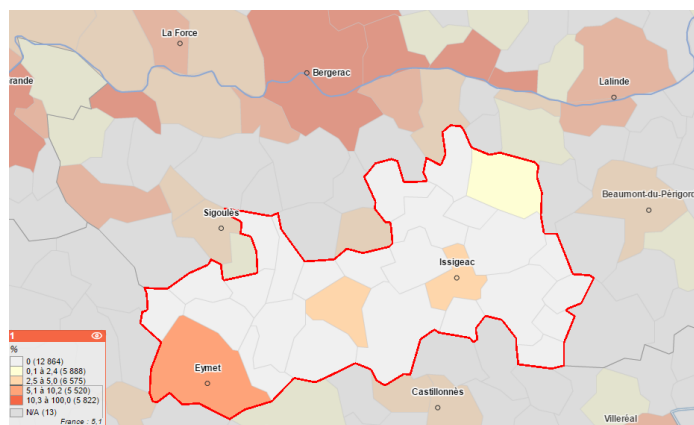 La Force
Bergerac
rande
Lalinde
Beaumont-du-Périgord
Sigoulès
Issigeac
Eymet
Castillonnès
Villeréal
1
%
0 (12 864)
0,1 à 2,4 (5 888)
2,5 à 5,0 (6 575)
5,1 à 10,2 (5 520)
10,3 à 100,0 (5 822)
N/A (13)
France : 5,1